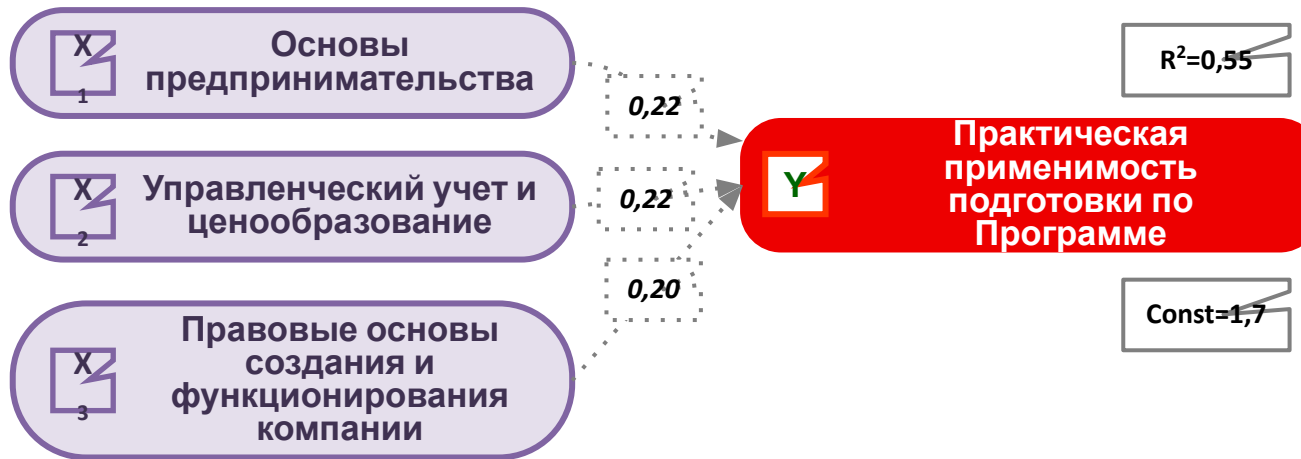 X
1
Основы
предпринимательства
0,22
X
2
Управленческий учет и
ценообразование
0,22
X
3
Правовые основы
создания и
функционирования
компании
0,20
Y
Практическая
применимость
подготовки по
Программе
R²=0,55
Const=1,7